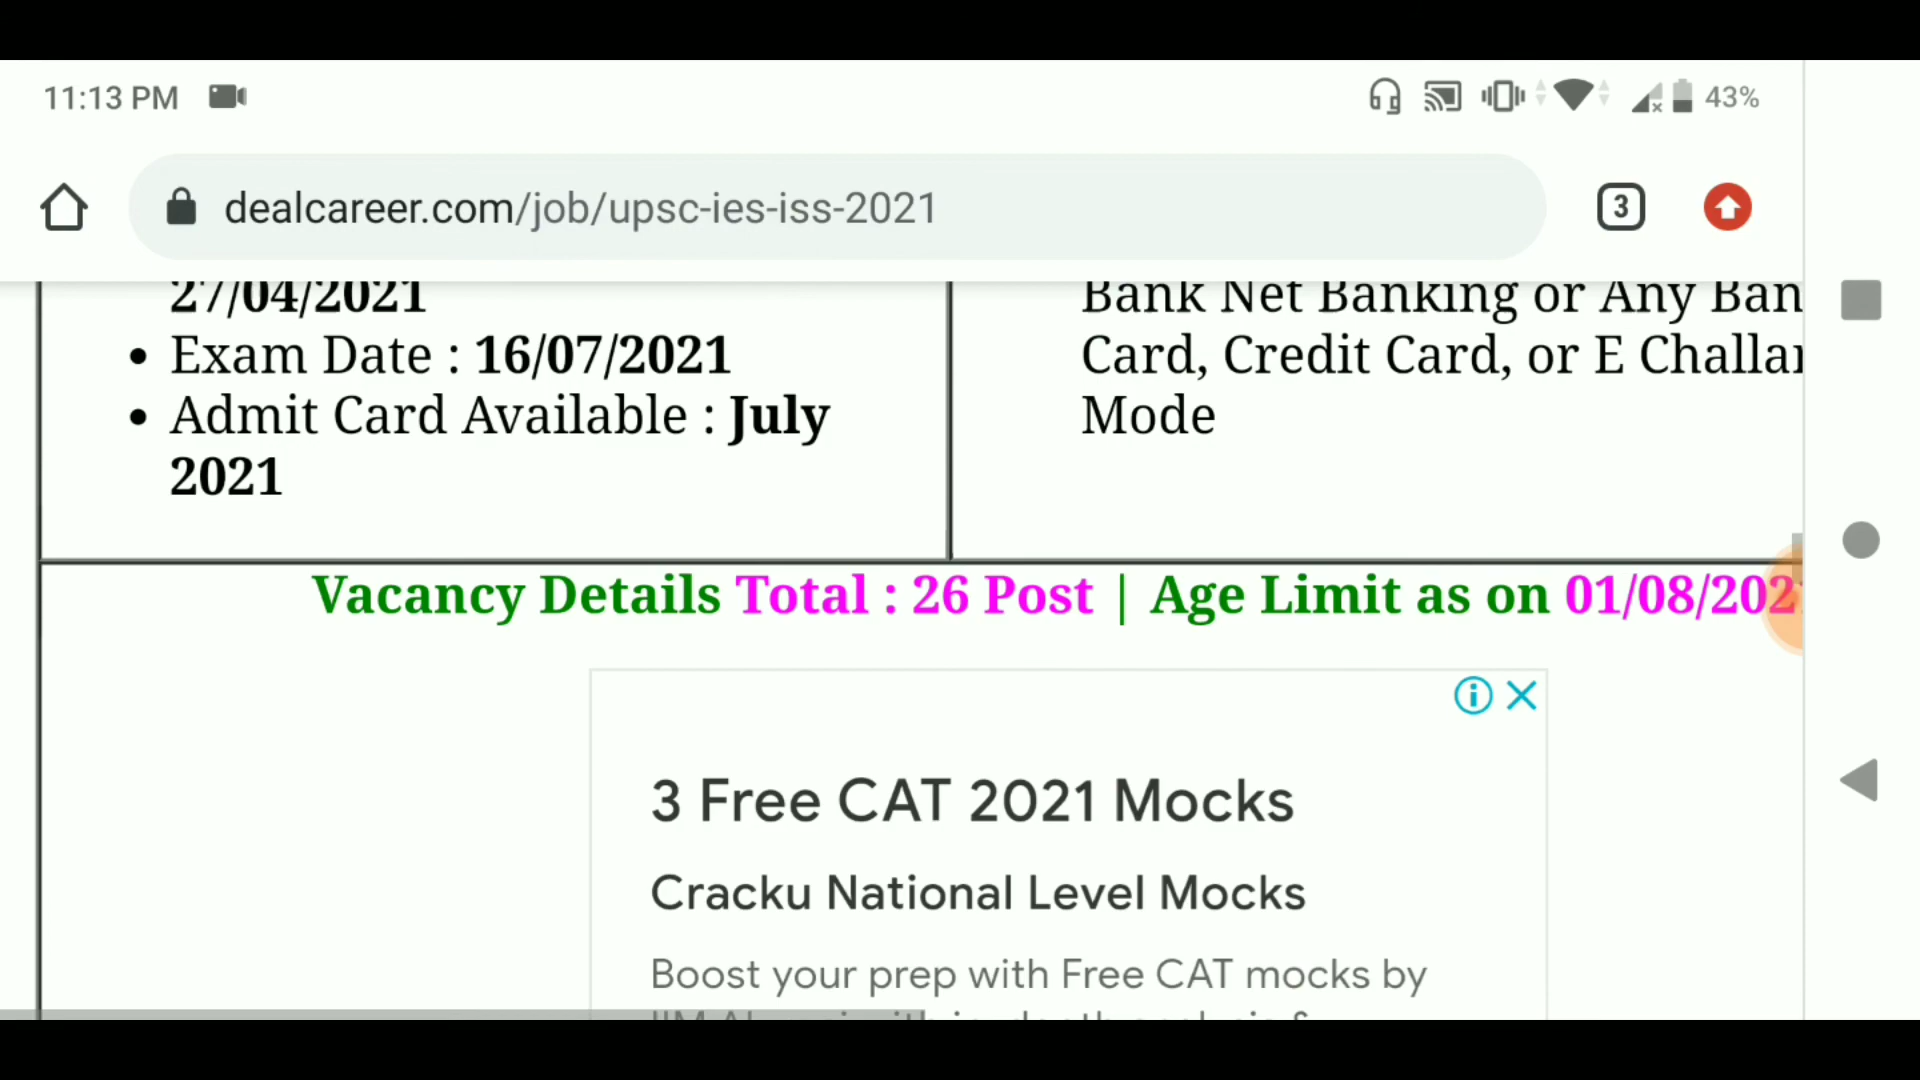 11:13 PM
43%
dealcareer.com/job/upsc-ies-iss-2021
3
27/04/2021
• Exam Date : 16/07/2021
• Admit Card Available : July
2021
Bank Net Banking or Any Ban
Card, Credit Card, or E Challan
Mode
Vacancy Details Total : 26 Post | Age Limit as on 01/08/202
3 Free CAT 2021 Mocks
Cracku National Level Mocks
Boost your prep with Free CAT mocks by